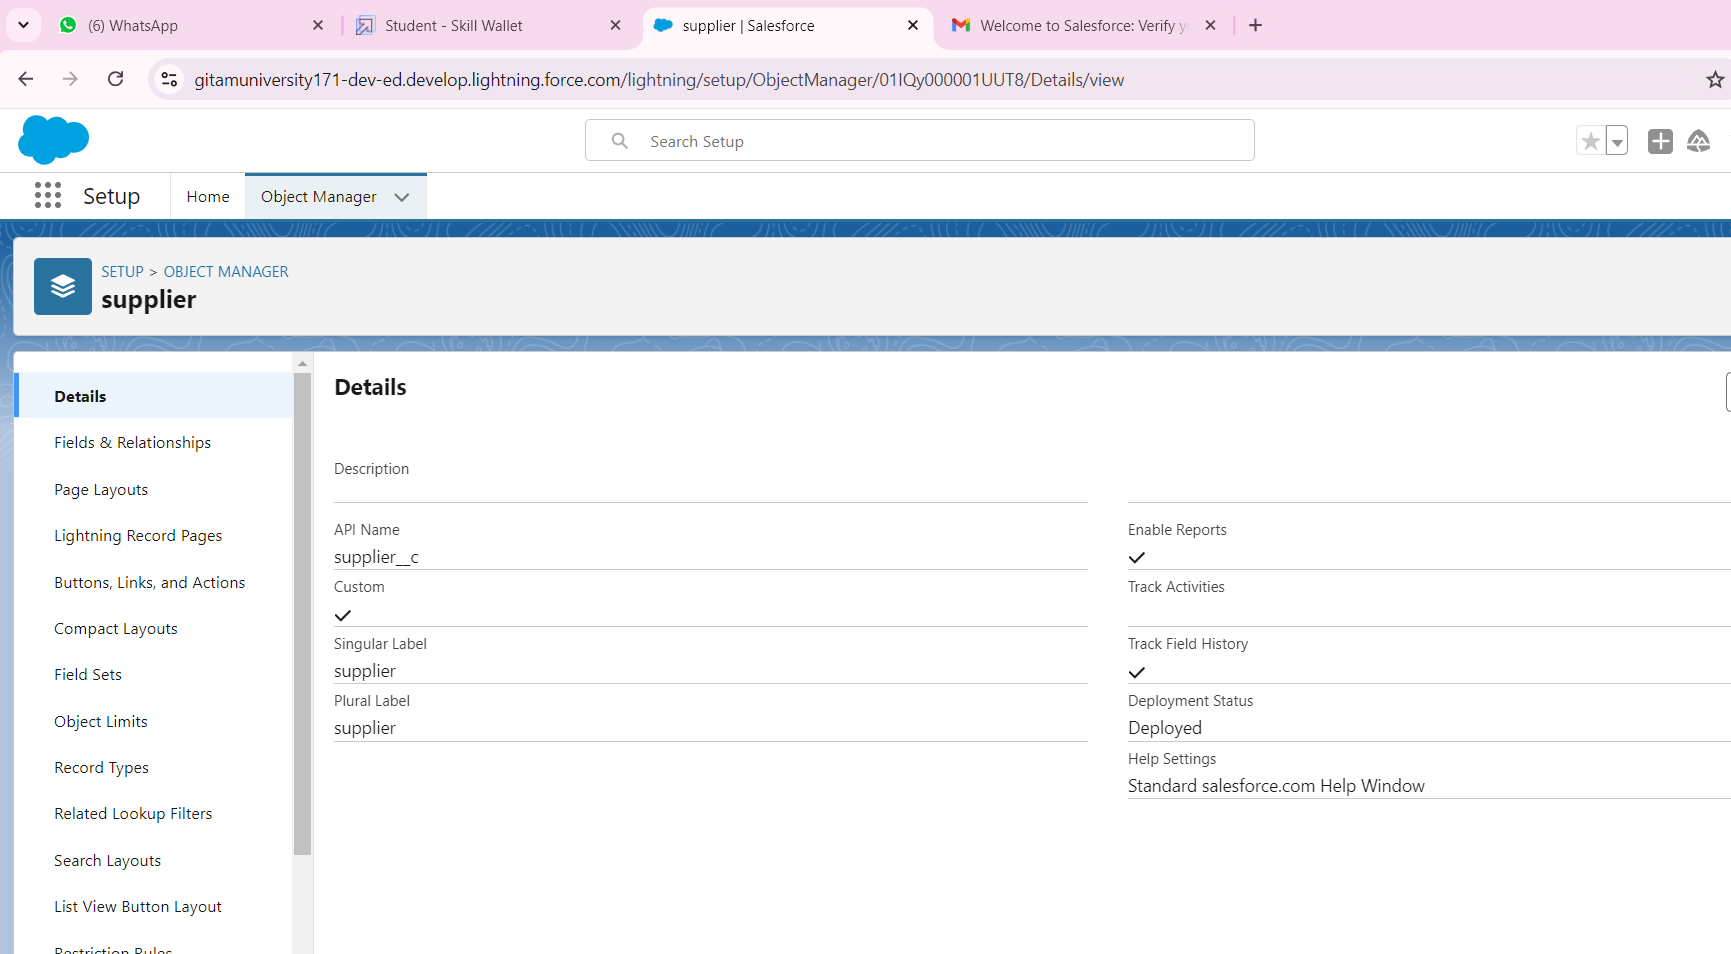 (6) WhatsApp
Student - Skill Wallet
supplier | Salesforce
Welcome to Salesforce: Verify y
gitamuniversity171-dev-ed.develop.lightning.force.com/lightning/setup/ObjectManager/01IQy000001UUT8/Details/view
Search Setup
Setup
Home
Object Manager
SETUP > OBJECT MANAGER
supplier
Details
Fields & Relationships
Page Layouts
Lightning Record Pages
Buttons, Links, and Actions
Compact Layouts
Field Sets
Object Limits
Record Types
Related Lookup Filters
Search Layouts
List View Button Layout
Restriction Rules
Details
Description
API Name
supplier__c
Custom
Singular Label
supplier
Plural Label
supplier
Enable Reports
Track Activities
Track Field History
Deployment Status
Deployed
Help Settings
Standard salesforce.com Help Window